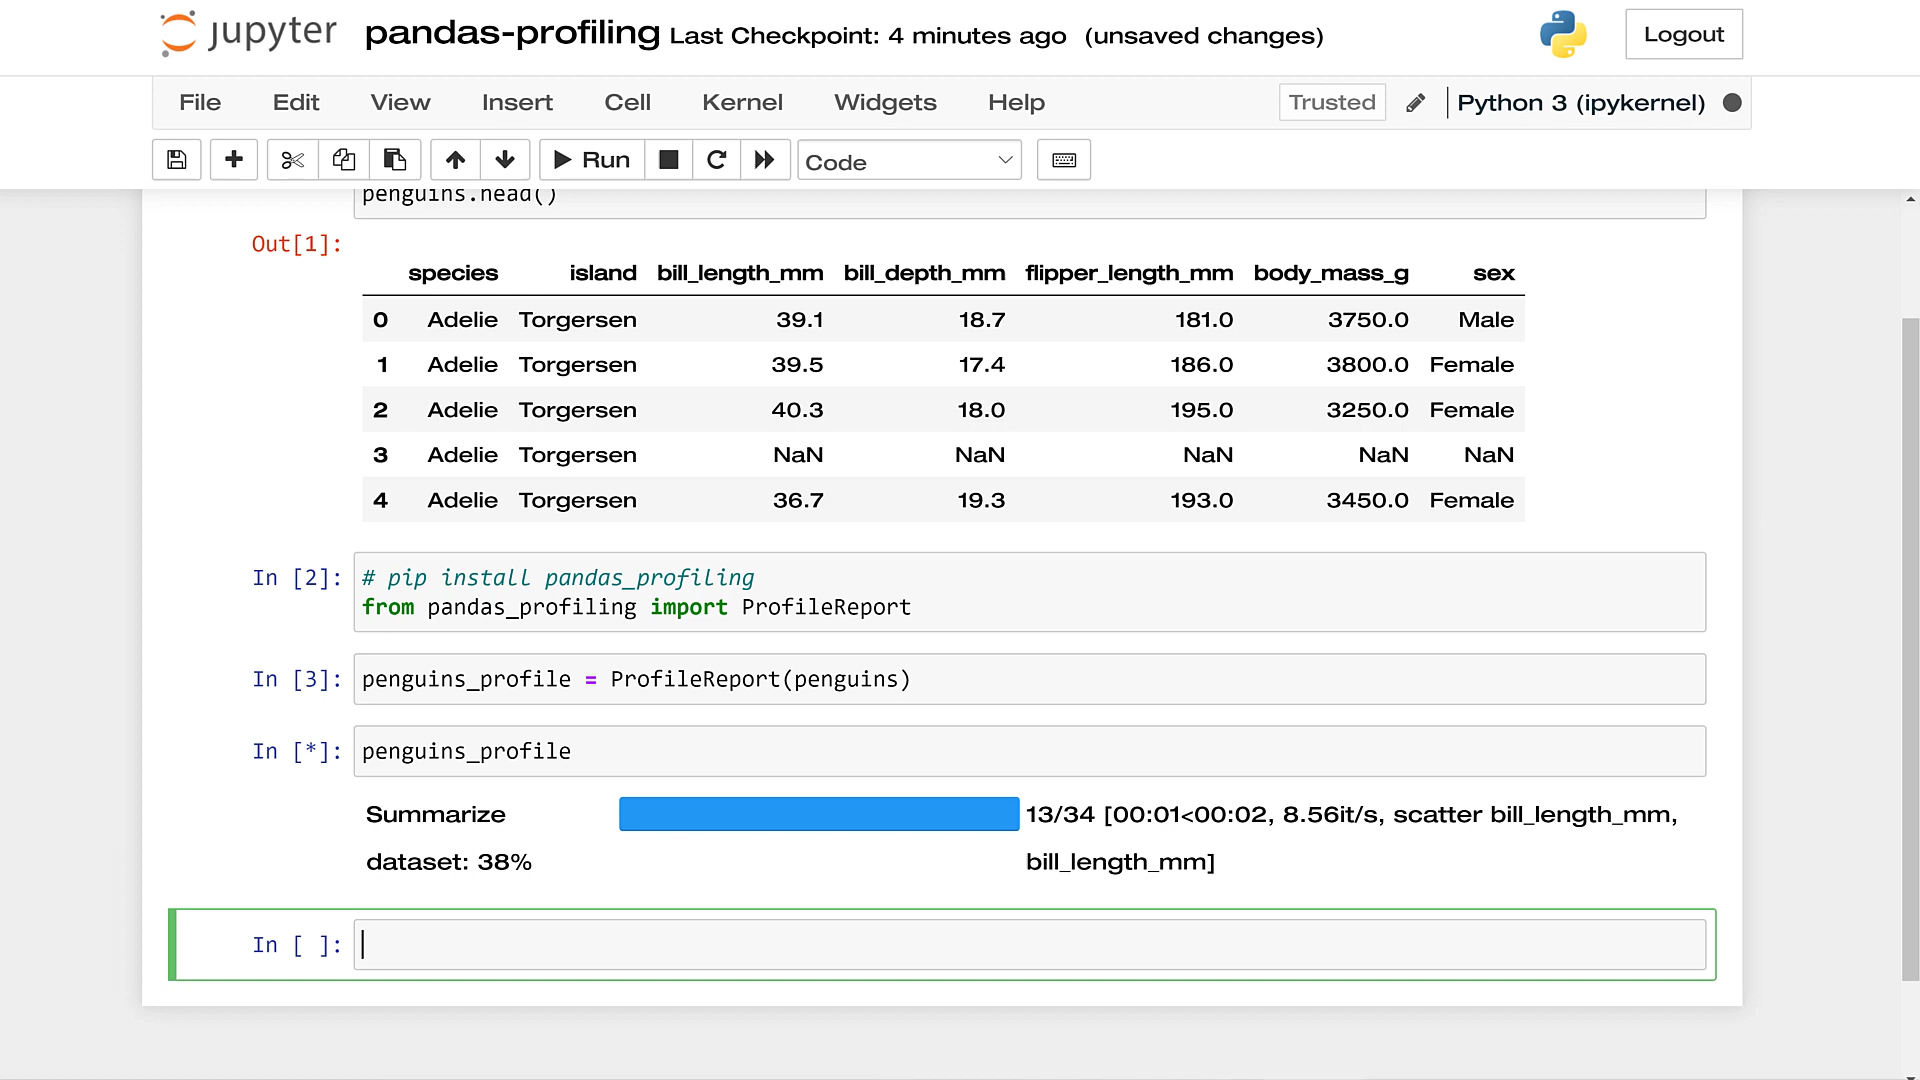 jupyter pandas-profiling Last Checkpoint: 4 minutes ago (unsaved changes) Logout
File Edit View Insert Cell Kernel Widgets Help Trusted Python 3 (ipykernel)
Run Code
penguins.head()
Out[1]:
species island bill_length_mm bill_depth_mm flipper_length_mm body_mass_g sex
0 Adelie Torgersen 39.1 18.7 181.0 3750.0 Male
1 Adelie Torgersen 39.5 17.4 186.0 3800.0 Female
2 Adelie Torgersen 40.3 18.0 195.0 3250.0 Female
3 Adelie Torgersen NaN NaN NaN NaN NaN
4 Adelie Torgersen 36.7 19.3 193.0 3450.0 Female
In [2]: # pip install pandas_profiling
from pandas_profiling import ProfileReport
In [3]: penguins_profile = ProfileReport(penguins)
In [*]: penguins_profile
Summarize 13/34 [00:01<00:02, 8.56it/s, scatter bill_length_mm,
dataset: 38% bill_length_mm]
In [ ]: